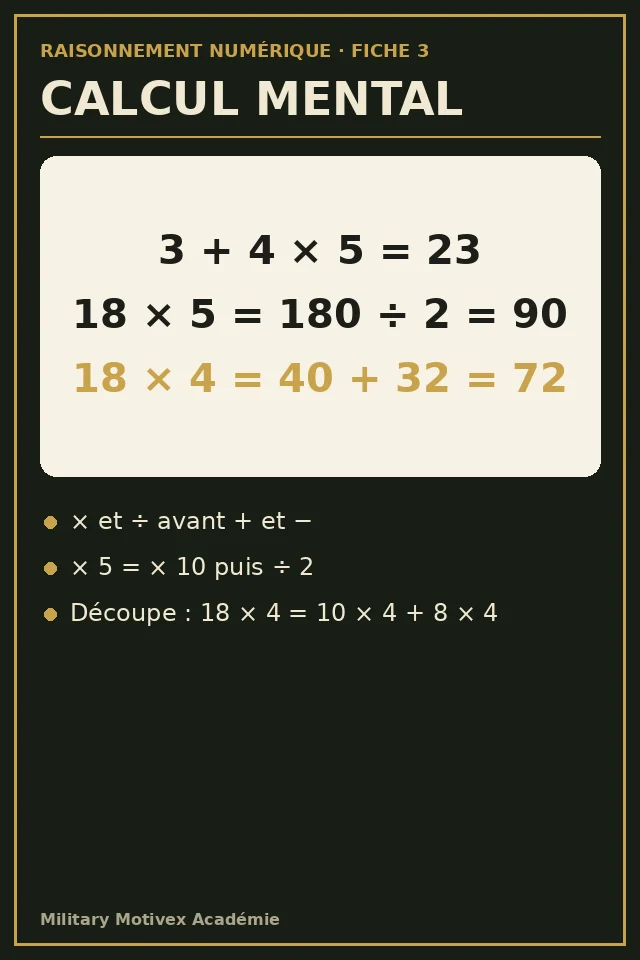 RAISONNEMENT NUMÉRIQUE · FICHE 3
CALCUL MENTAL
3 + 4 × 5 = 23
18 × 5 = 180 ÷ 2 = 90
18 × 4 = 40 + 32 = 72
× et ÷ avant + et −
× 5 = × 10 puis ÷ 2
Découpe : 18 × 4 = 10 × 4 + 8 × 4
Military Motivex Académie